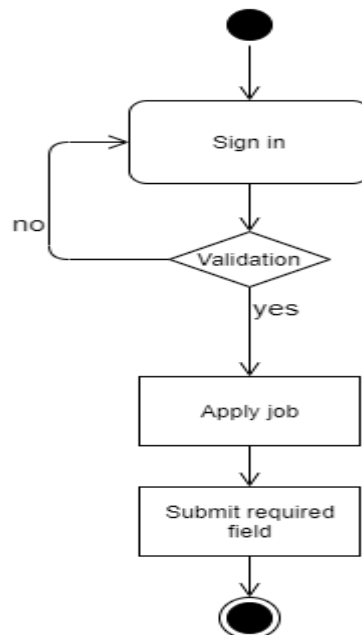 Sign in
no
Validation
yes
Apply job
Submit required
field